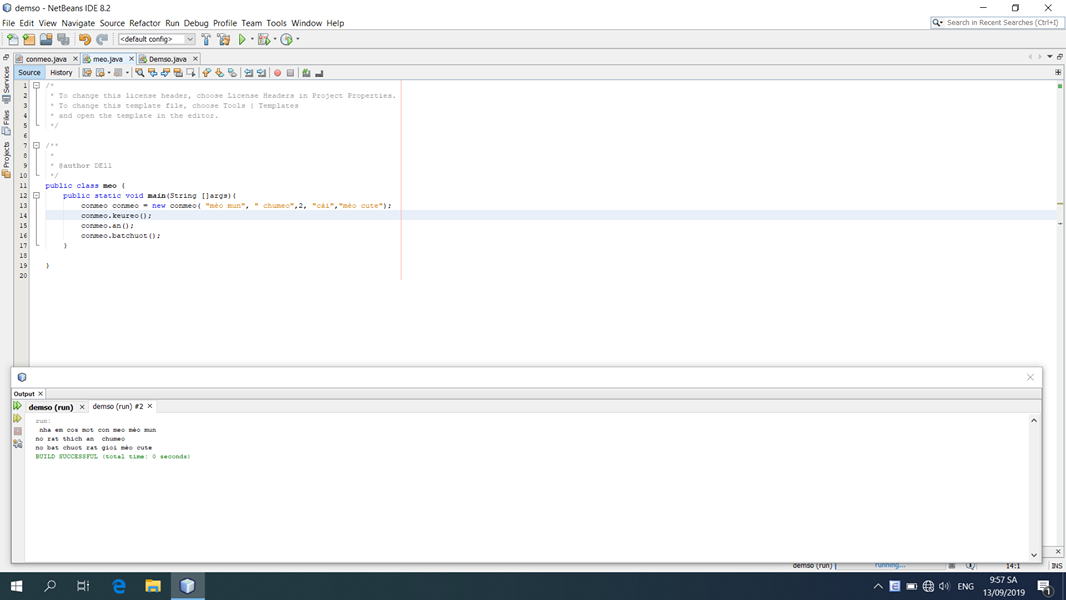 demso - NetBeans IDE 8.2
File Edit View Navigate Source Refactor Run Debug Profile Team Tools Window Help
Search in Recent Searches (Ctrl+I)
<default config>
conmeo.java meo.java Demso.java
Source History
Services
Files
Projects
1 /*
2 * To change this license header, choose License Headers in Project Properties.
3 * To change this template file, choose Tools | Templates
4 * and open the template in the editor.
5 */
6
7 /**
8 *
9 * @author DEll
10 */
11 public class meo {
12 public static void main(String []args){
13 conmeo conmeo = new conmeo( "mèo mun", " chumeo",2, "cái","mèo cute");
14 conmeo.keureo();
15 conmeo.an();
16 conmeo.batchuot();
17 }
18
19 }
20
Output
demso (run) demso (run) #2
run:
nha em cos mot con meo mèo mun
no rat thich an chumeo
no bat chuot rat gioi mèo cute
BUILD SUCCESSFUL (total time: 0 seconds)
demso (run) running... 14:1 INS
ENG
9:57 SA
13/09/2019
1